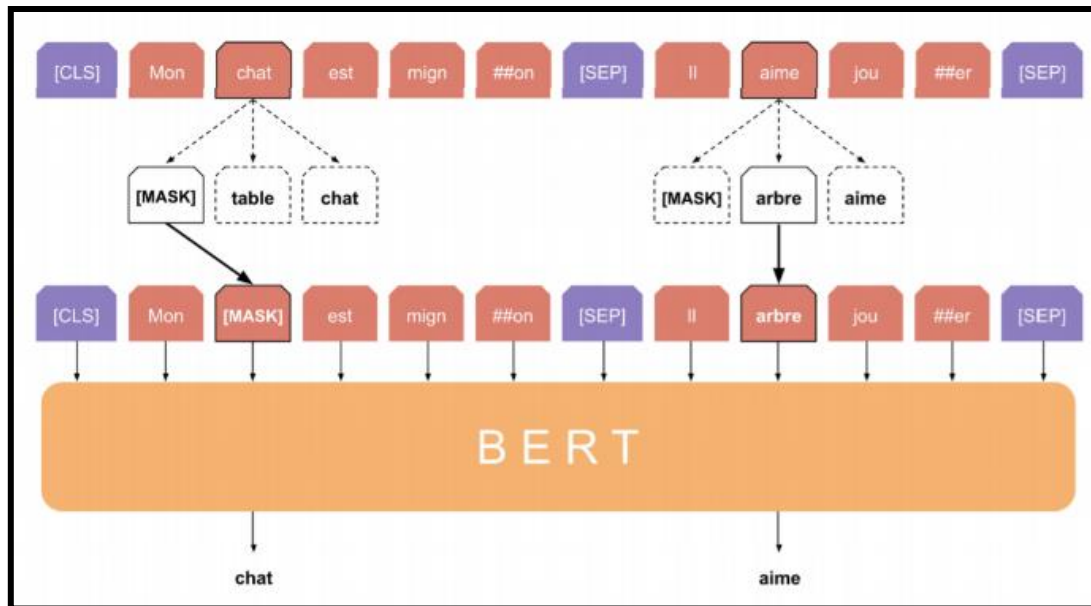 [CLS] Mon chat est mign ##on [SEP] Il aime jou ##er [SEP]
[MASK] table chat [MASK] arbre aime
[CLS] Mon [MASK] est mign ##on [SEP] Il arbre jou ##er [SEP]
BERT
chat aime